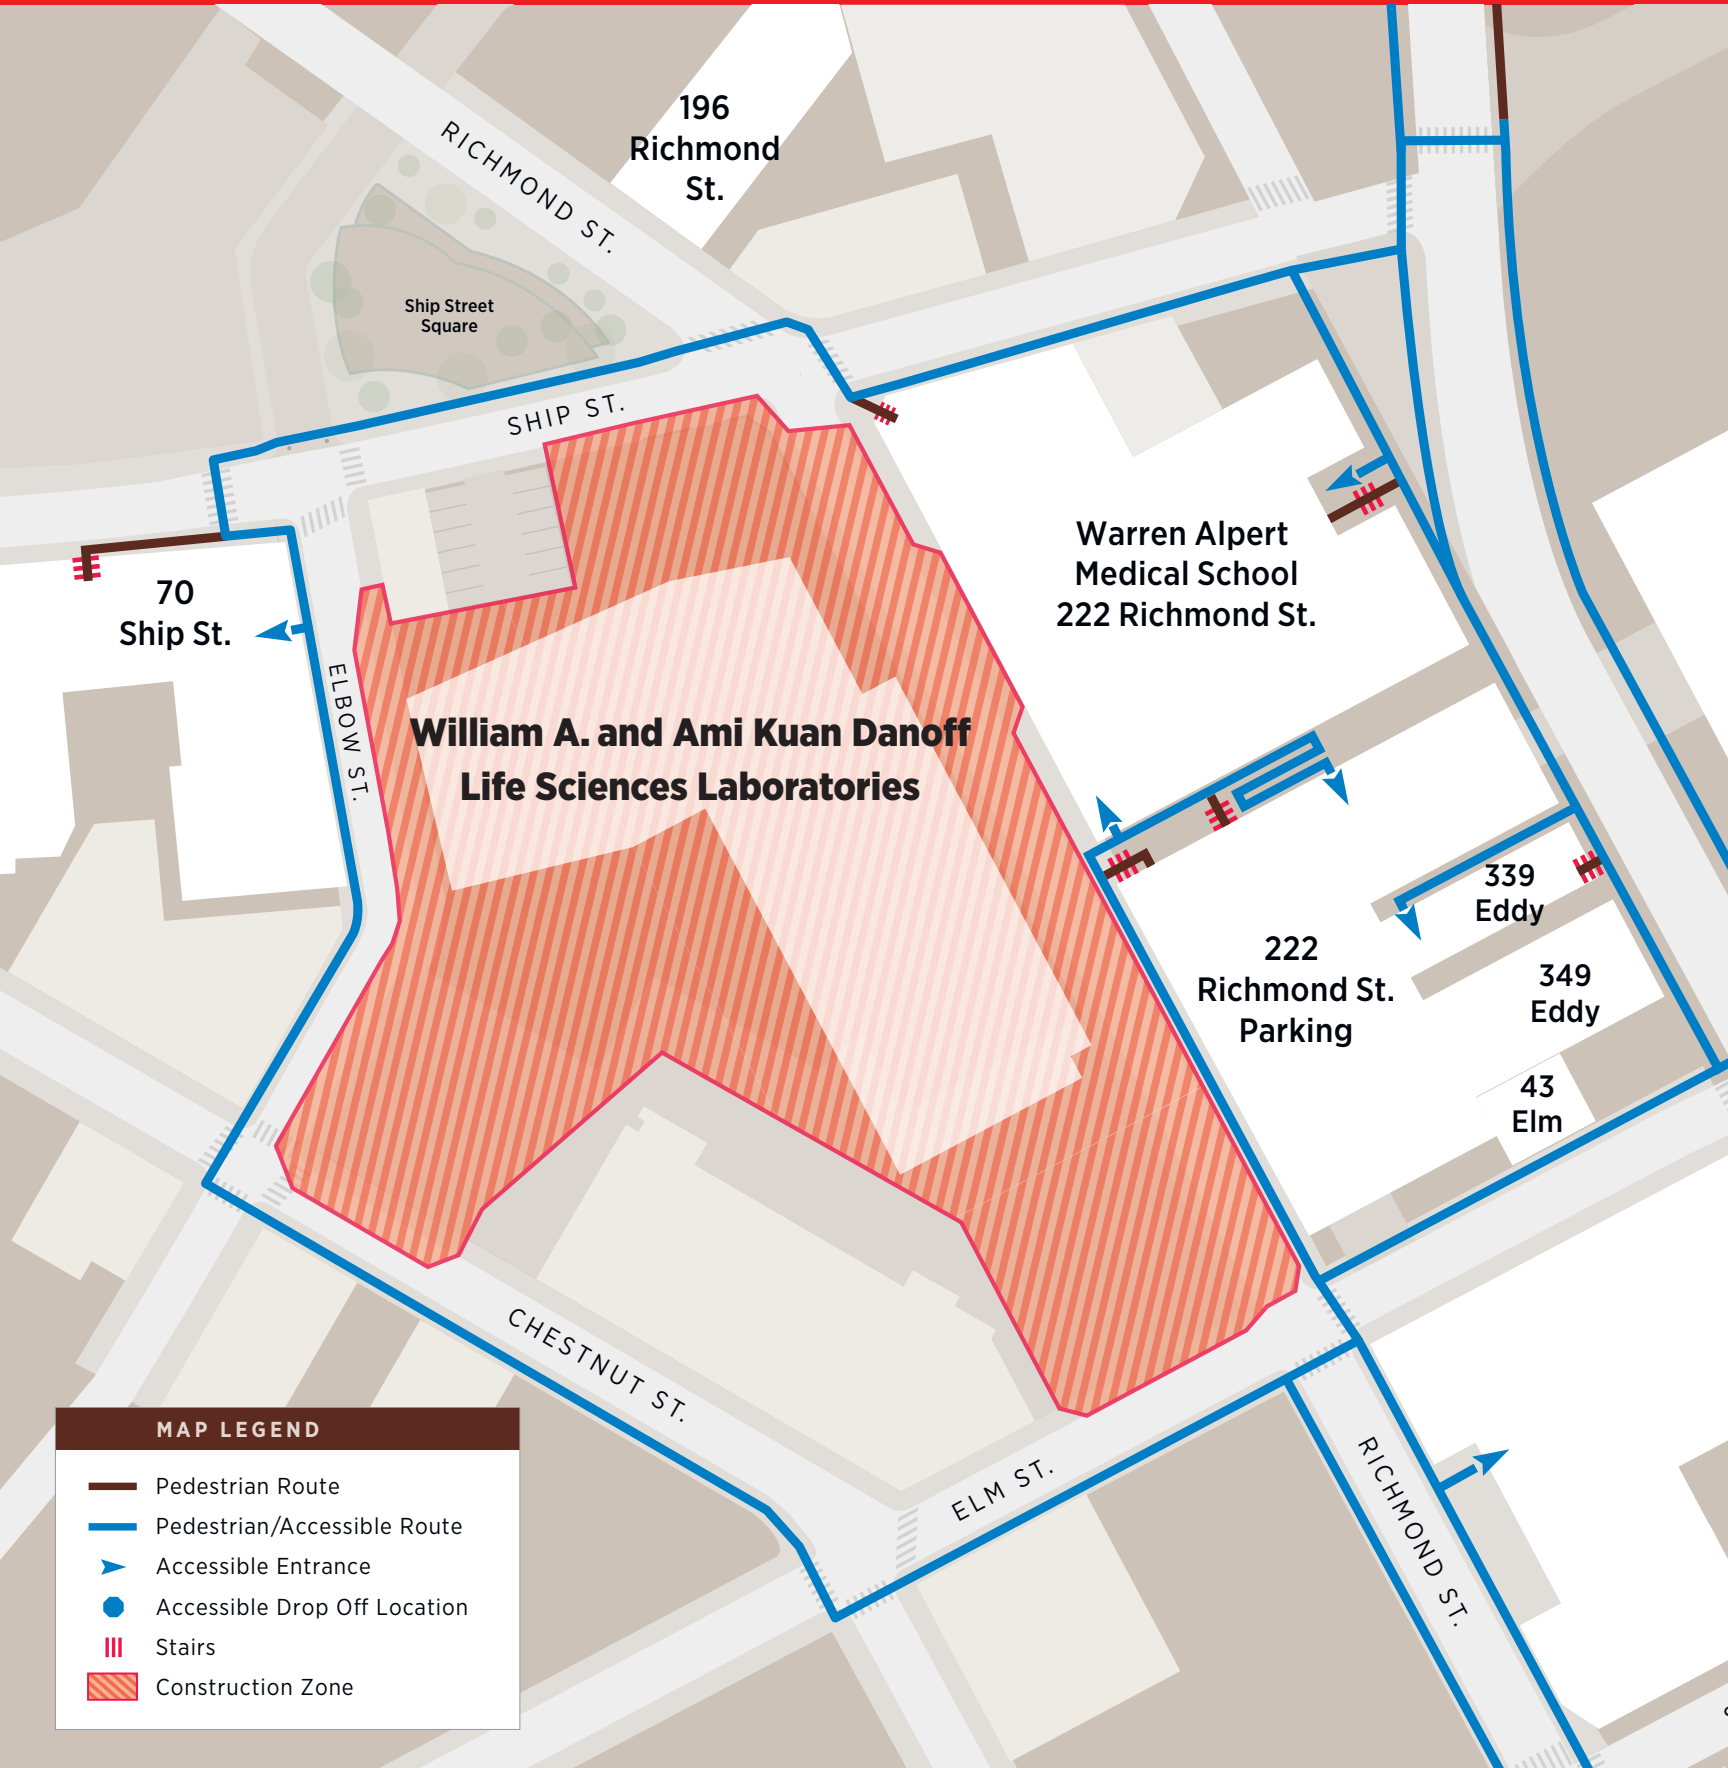 196
Richmond
St.
RICHMOND ST.
Ship Street
Square
SHIP ST.
Warren Alpert
Medical School
222 Richmond St.
70
Ship St.
ELBOW ST.
William A. and Ami Kuan Danoff
Life Sciences Laboratories
339
Eddy
222
Richmond St.
Parking
349
Eddy
43
Elm
CHESTNUT ST.
ELM ST.
RICHMOND ST.
MAP LEGEND
Pedestrian Route
Pedestrian/Accessible Route
Accessible Entrance
Accessible Drop Off Location
Stairs
Construction Zone